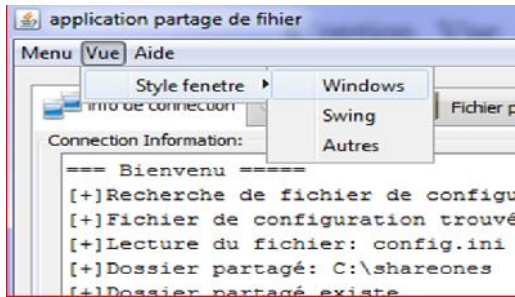 application partage de fihier
Menu Vue Aide
Style fenetre Windows
Swing
Autres
Info de connection Fichier p
Connection Information:
=== Bienvenu =====
[+]Recherche de fichier de configu
[+]Fichier de configuration trouvé
[+]Lecture du fichier: config.ini
[+]Dossier partagé: C:\shareones
[+]Dossier partagé existe